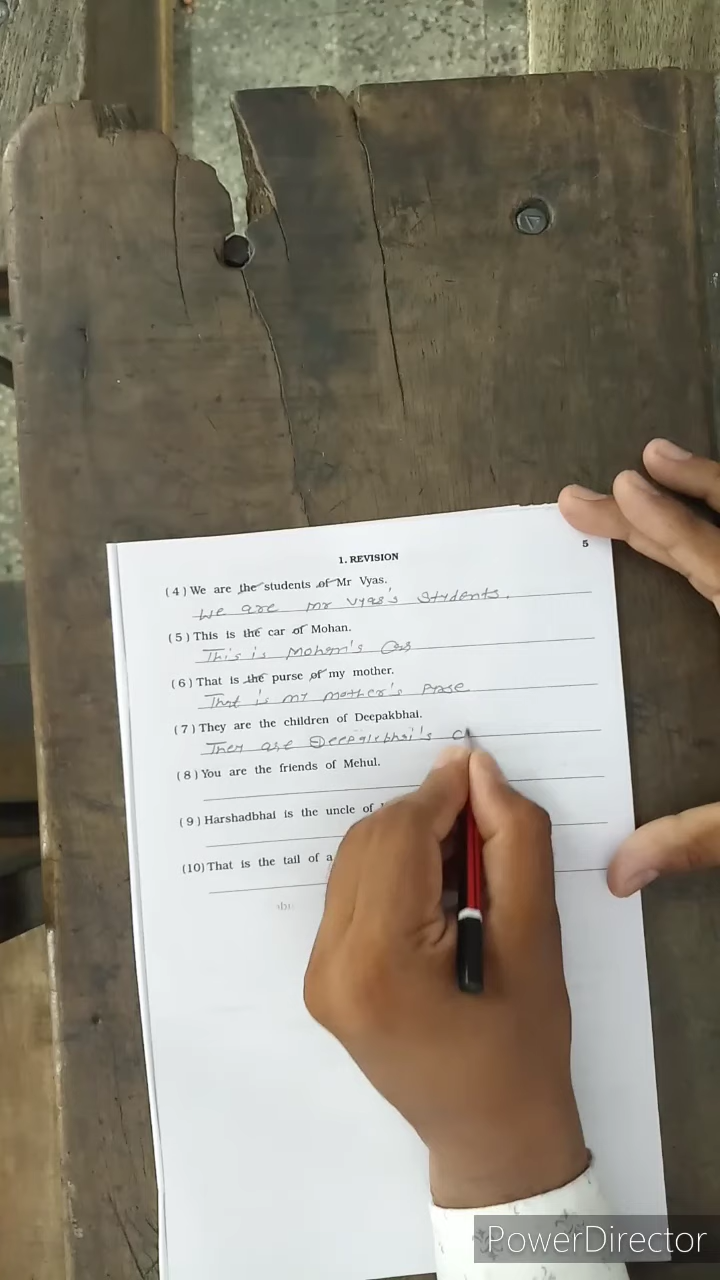 1. REVISION
5
(4) We are the students of Mr Vyas.
We are mr vyas's students.
(5) This is the car of Mohan.
This is Mohan's Car
(6) That is the purse of my mother.
That is my mother's
(7) They are the children of Deepakbhai.
They are Deepakbhai's c
(8) You are the friends of Mehul.
(9) Harshadbhai is the uncle of
(10) That is the tail of a
PowerDirector